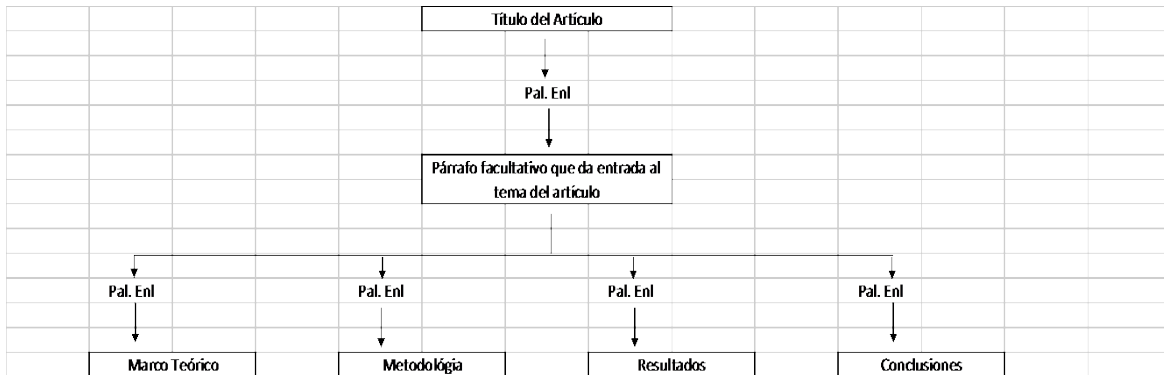 Título del Artículo
Pal. Enl
Párrafo facultativo que da entrada al
tema del artículo
Pal. Enl
Pal. Enl
Pal. Enl
Pal. Enl
Marco Teórico
Metodológia
Resultados
Conclusiones